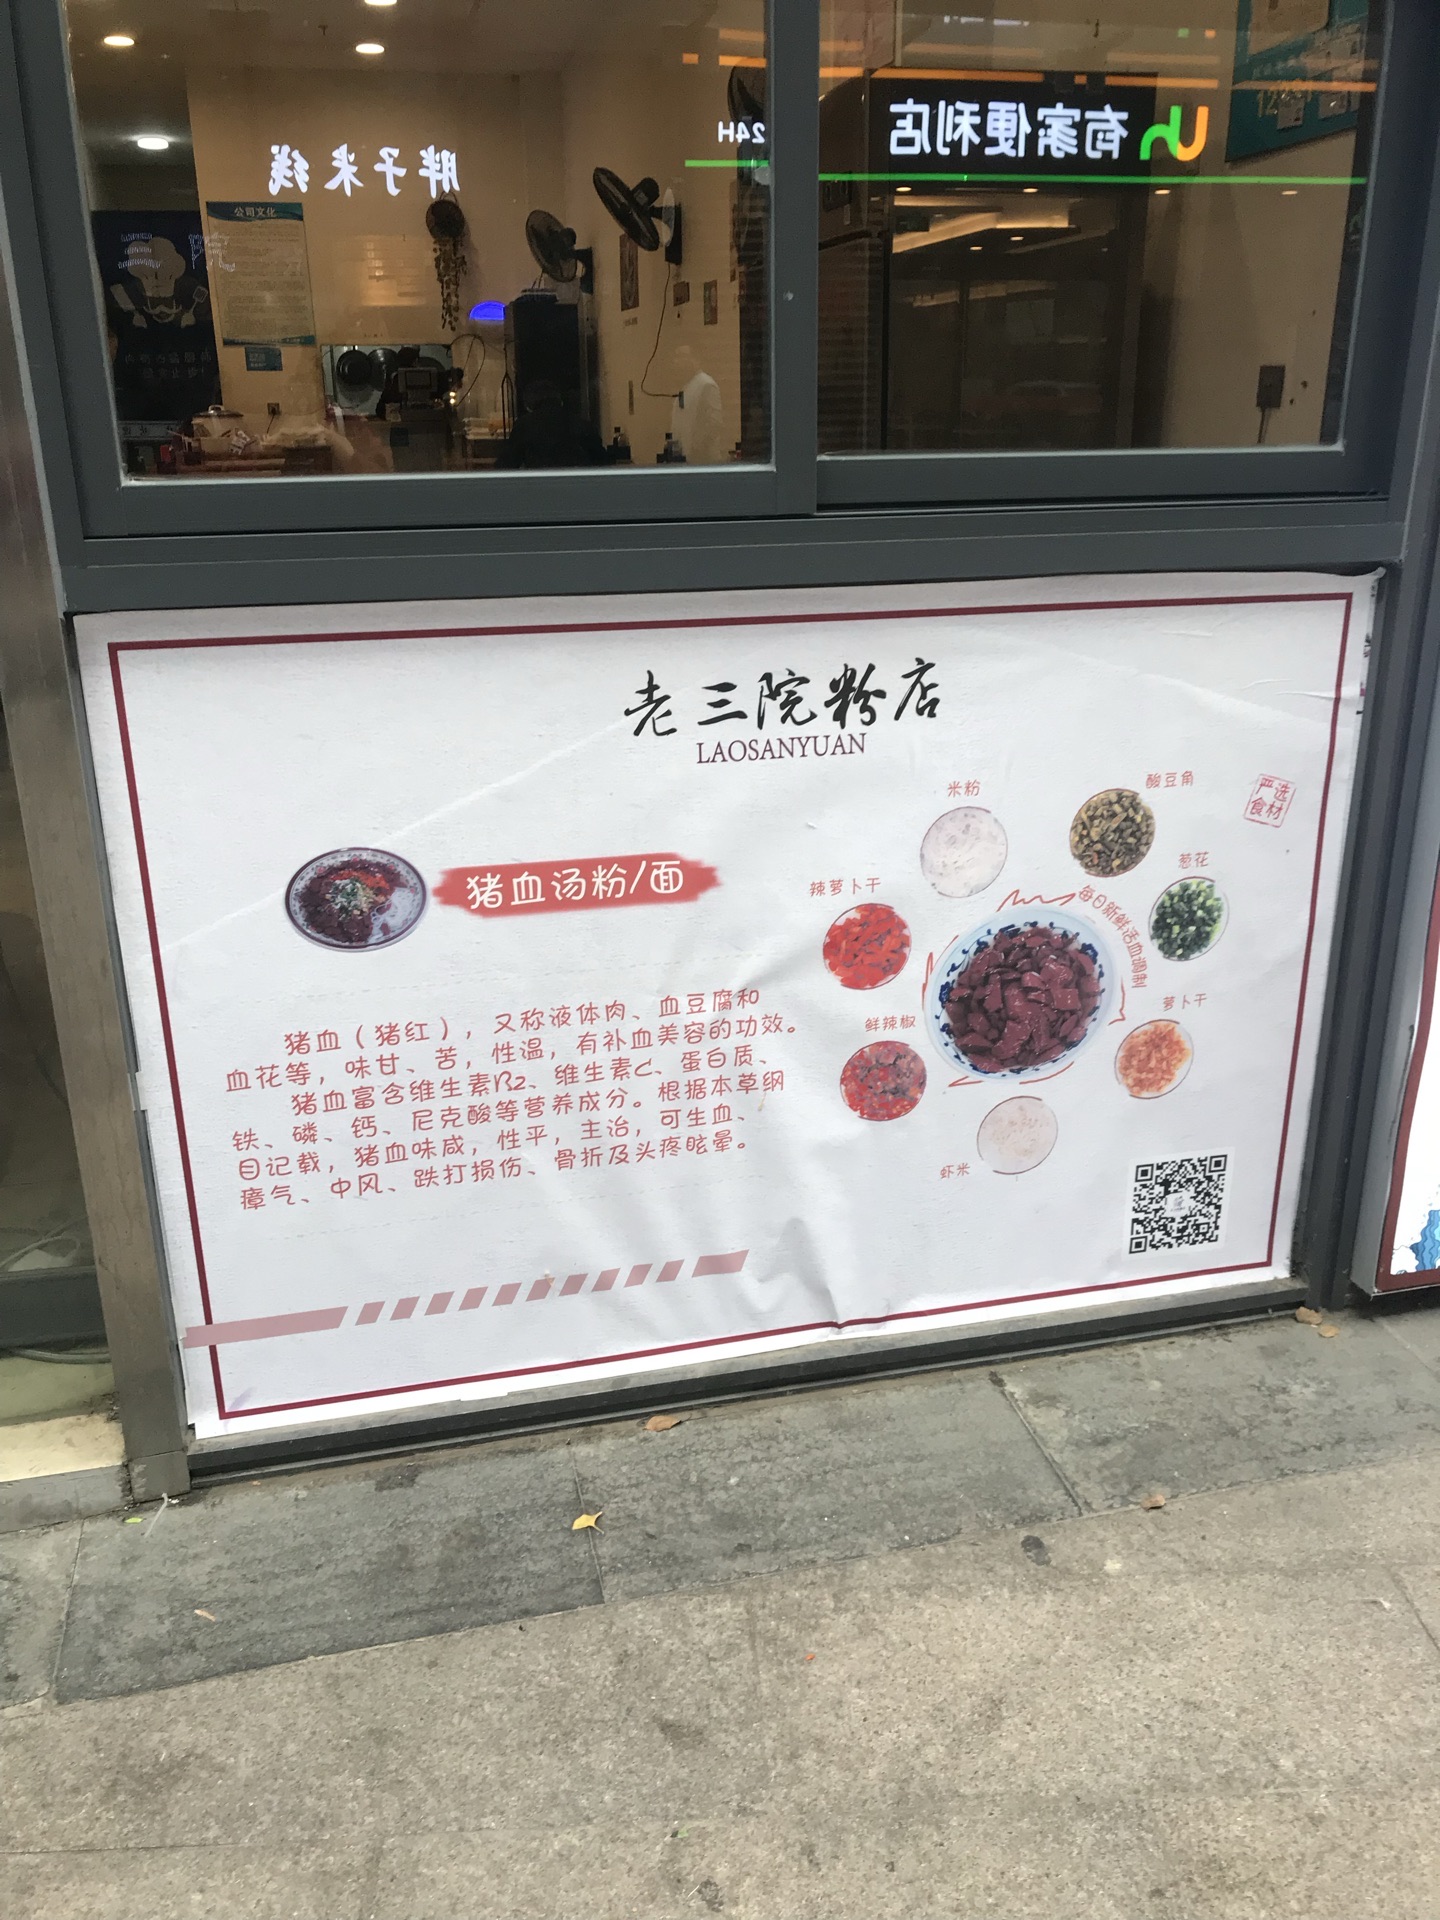 胖子米线
24H
有家便利店
公司文化
老三院粉店
LAOSANYUAN
猪血汤粉/面
猪血（猪红），又称液体肉、血豆腐和
血花等，味甘、苦，性温，有补血美容的功效。
猪血富含维生素B2、维生素C、蛋白质、
铁、磷、钙、尼克酸等营养成分。根据本草纲
目记载，猪血味咸，性平，主治，可生血、
瘴气、中风、跌打损伤、骨折及头疼眩晕。
米粉
酸豆角
严选
食材
葱花
辣萝卜干
每日新鲜活血调制
萝卜干
鲜辣椒
虾米